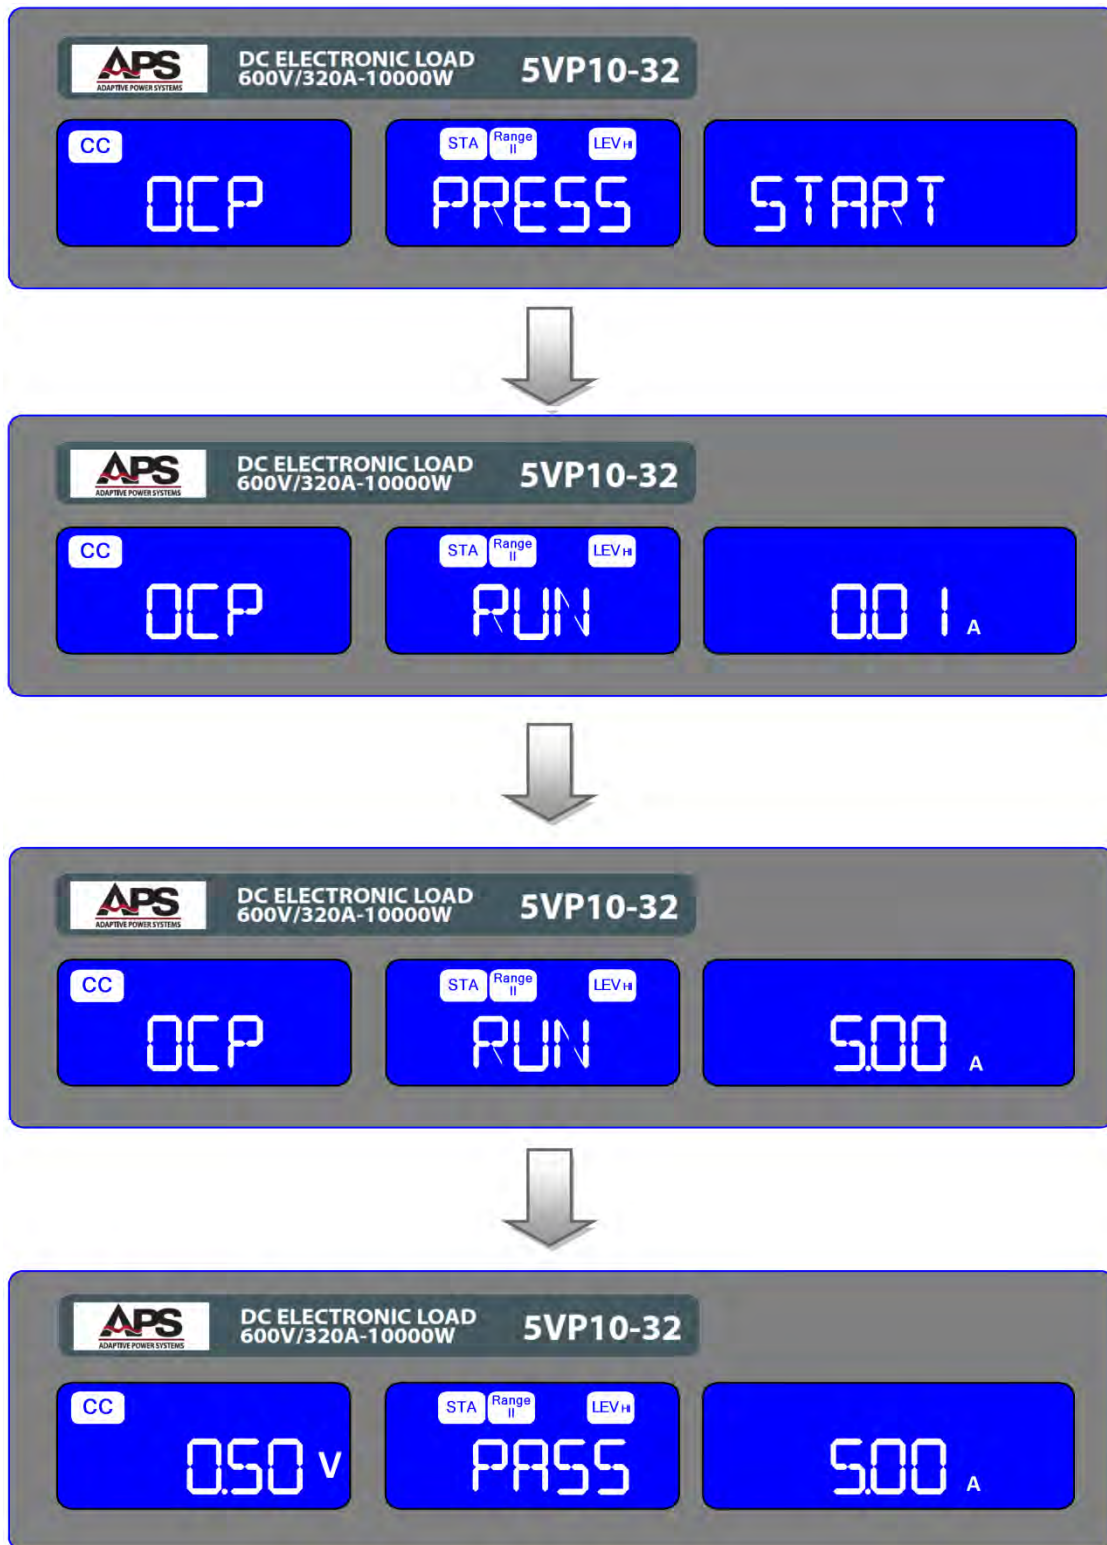 APS
ADAPTIVE POWER SYSTEMS
DC ELECTRONIC LOAD
600V/320A-10000W
5VP10-32
CC
STA
Range
II
LEV HI
OCP
PRESS
START
APS
ADAPTIVE POWER SYSTEMS
DC ELECTRONIC LOAD
600V/320A-10000W
5VP10-32
CC
STA
Range
II
LEV HI
OCP
RUN
0.01 A
APS
ADAPTIVE POWER SYSTEMS
DC ELECTRONIC LOAD
600V/320A-10000W
5VP10-32
CC
STA
Range
II
LEV HI
OCP
RUN
5.00 A
APS
ADAPTIVE POWER SYSTEMS
DC ELECTRONIC LOAD
600V/320A-10000W
5VP10-32
CC
STA
Range
II
LEV HI
0.50 V
PASS
5.00 A